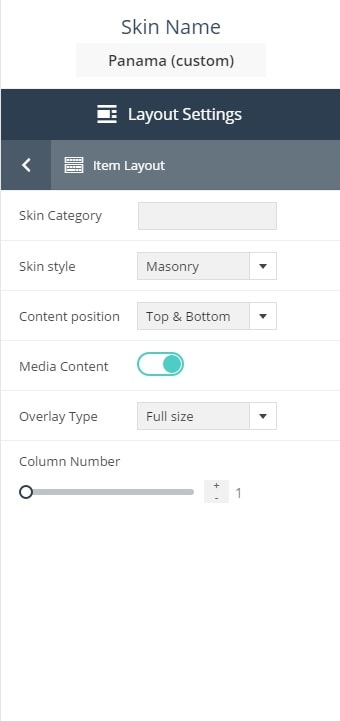 Skin Name
Panama (custom)
Layout Settings
Item Layout
Skin Category
Skin style Masonry
Content position Top & Bottom
Media Content
Overlay Type Full size
Column Number
+
- 1